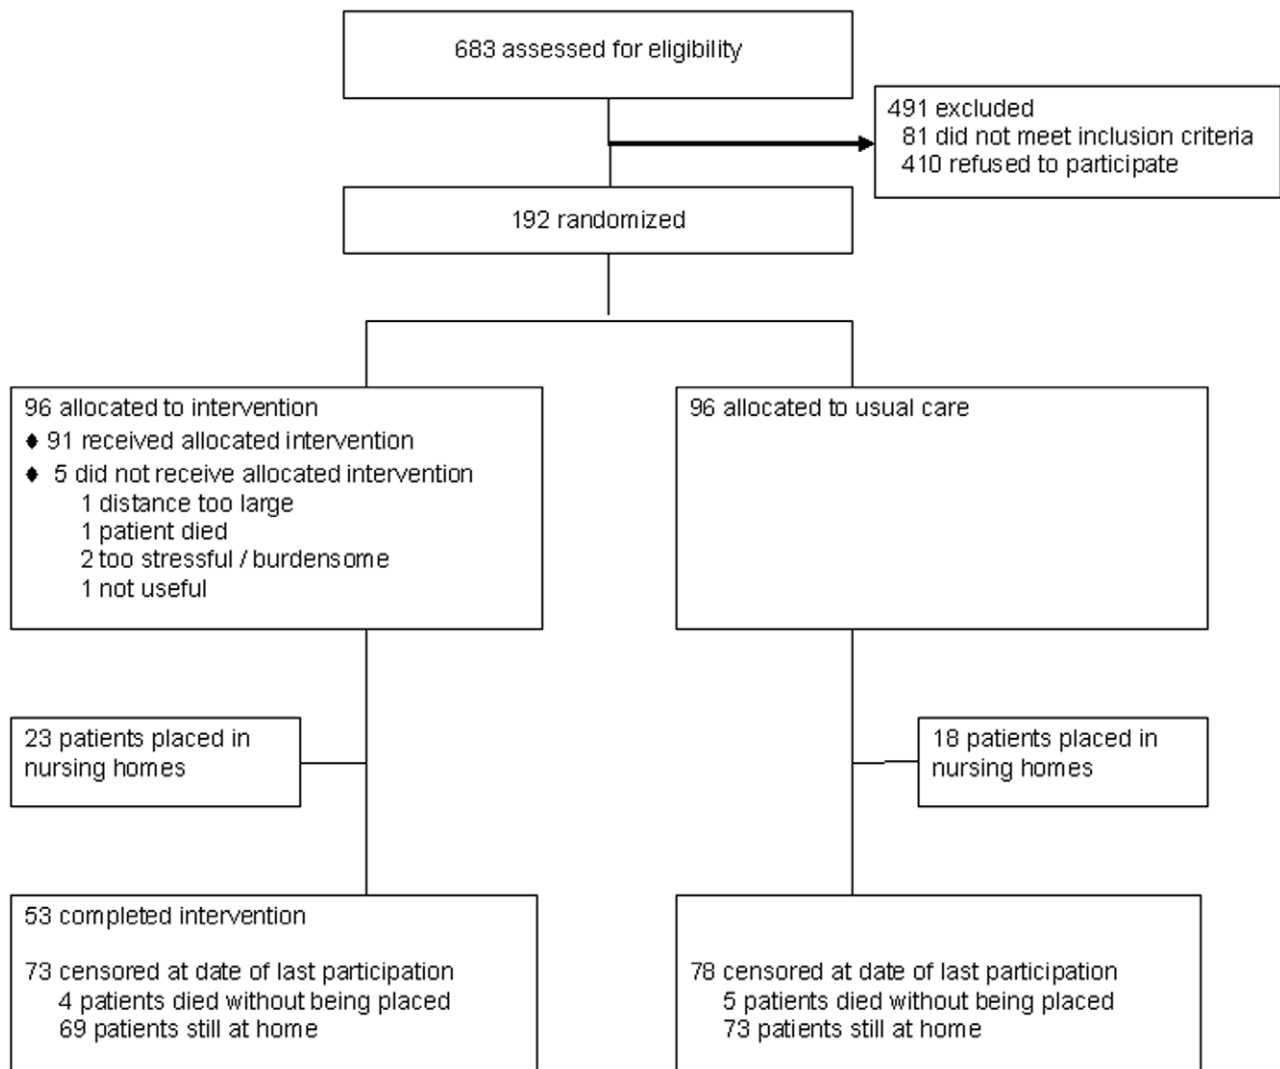 683 assessed for eligibility
491 excluded
81 did not meet inclusion criteria
410 refused to participate
192 randomized
96 allocated to intervention
♦ 91 received allocated intervention
♦ 5 did not receive allocated intervention
1 distance too large
1 patient died
2 too stressful / burdensome
1 not useful
96 allocated to usual care
23 patients placed in
nursing homes
18 patients placed in
nursing homes
53 completed intervention
73 censored at date of last participation
4 patients died without being placed
69 patients still at home
78 censored at date of last participation
5 patients died without being placed
73 patients still at home